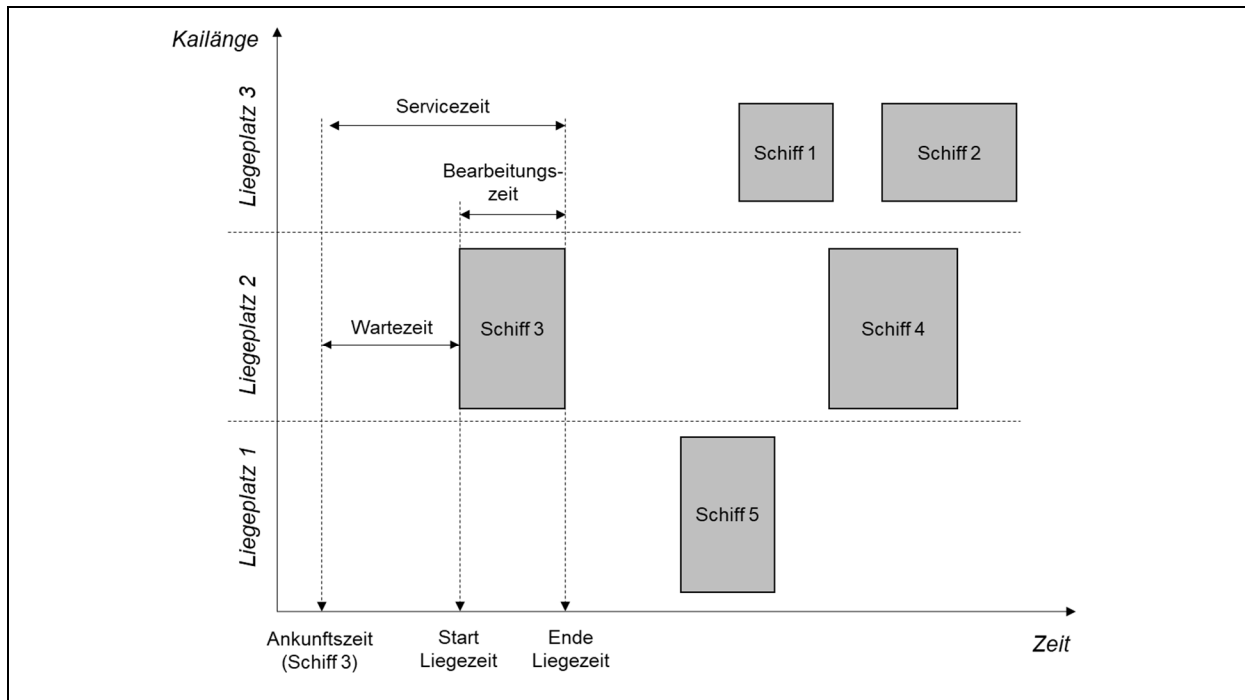 Kailänge
Liegeplatz 3
Servicezeit
Schiff 1
Schiff 2
Bearbeitungs-
zeit
Liegeplatz 2
Wartezeit
Schiff 3
Schiff 4
Liegeplatz 1
Schiff 5
Ankunftszeit
(Schiff 3)
Start
Liegezeit
Ende
Liegezeit
Zeit